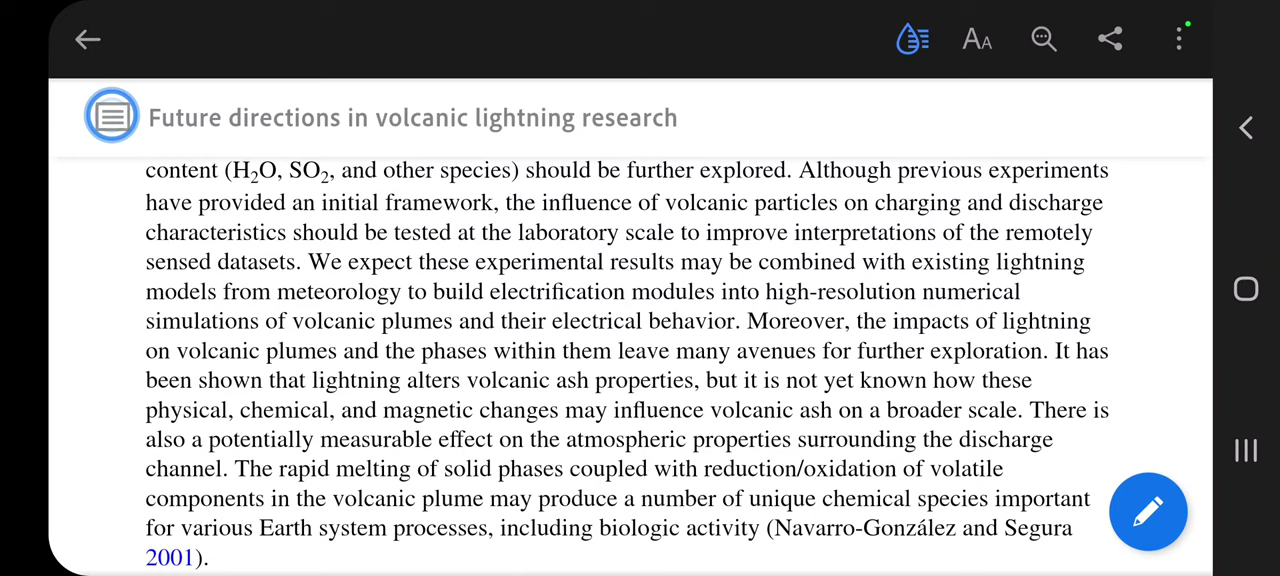 AA
Future directions in volcanic lightning research
content (H₂O, SO₂, and other species) should be further explored. Although previous experiments
have provided an initial framework, the influence of volcanic particles on charging and discharge
characteristics should be tested at the laboratory scale to improve interpretations of the remotely
sensed datasets. We expect these experimental results may be combined with existing lightning
models from meteorology to build electrification modules into high-resolution numerical
simulations of volcanic plumes and their electrical behavior. Moreover, the impacts of lightning
on volcanic plumes and the phases within them leave many avenues for further exploration. It has
been shown that lightning alters volcanic ash properties, but it is not yet known how these
physical, chemical, and magnetic changes may influence volcanic ash on a broader scale. There is
also a potentially measurable effect on the atmospheric properties surrounding the discharge
channel. The rapid melting of solid phases coupled with reduction/oxidation of volatile
components in the volcanic plume may produce a number of unique chemical species important
for various Earth system processes, including biologic activity (Navarro-González and Segura
2001).